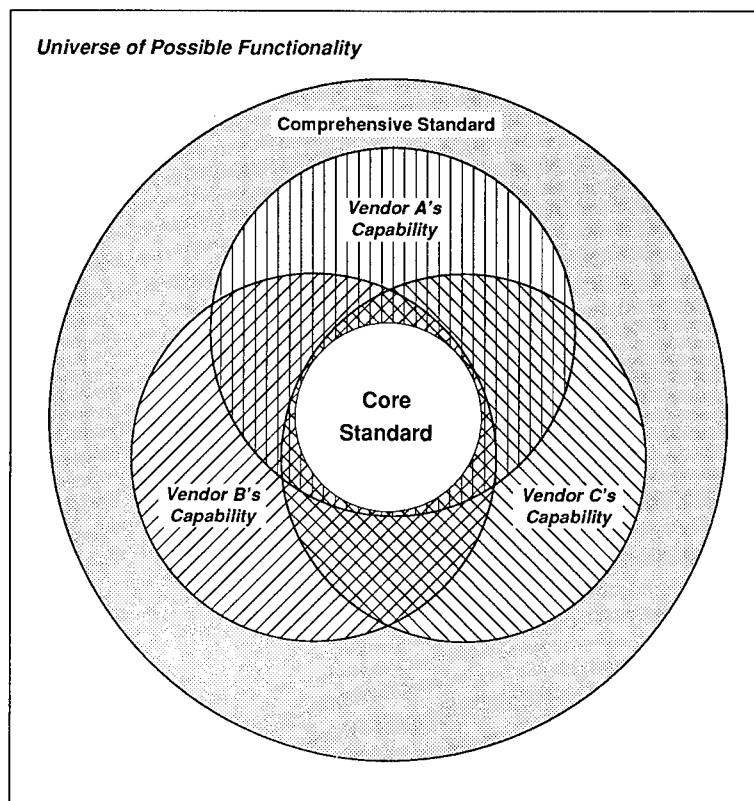 Universe of Possible Functionality
Comprehensive Standard
Vendor A's
Capability
Core
Standard
Vendor B's
Capability
Vendor C's
Capability